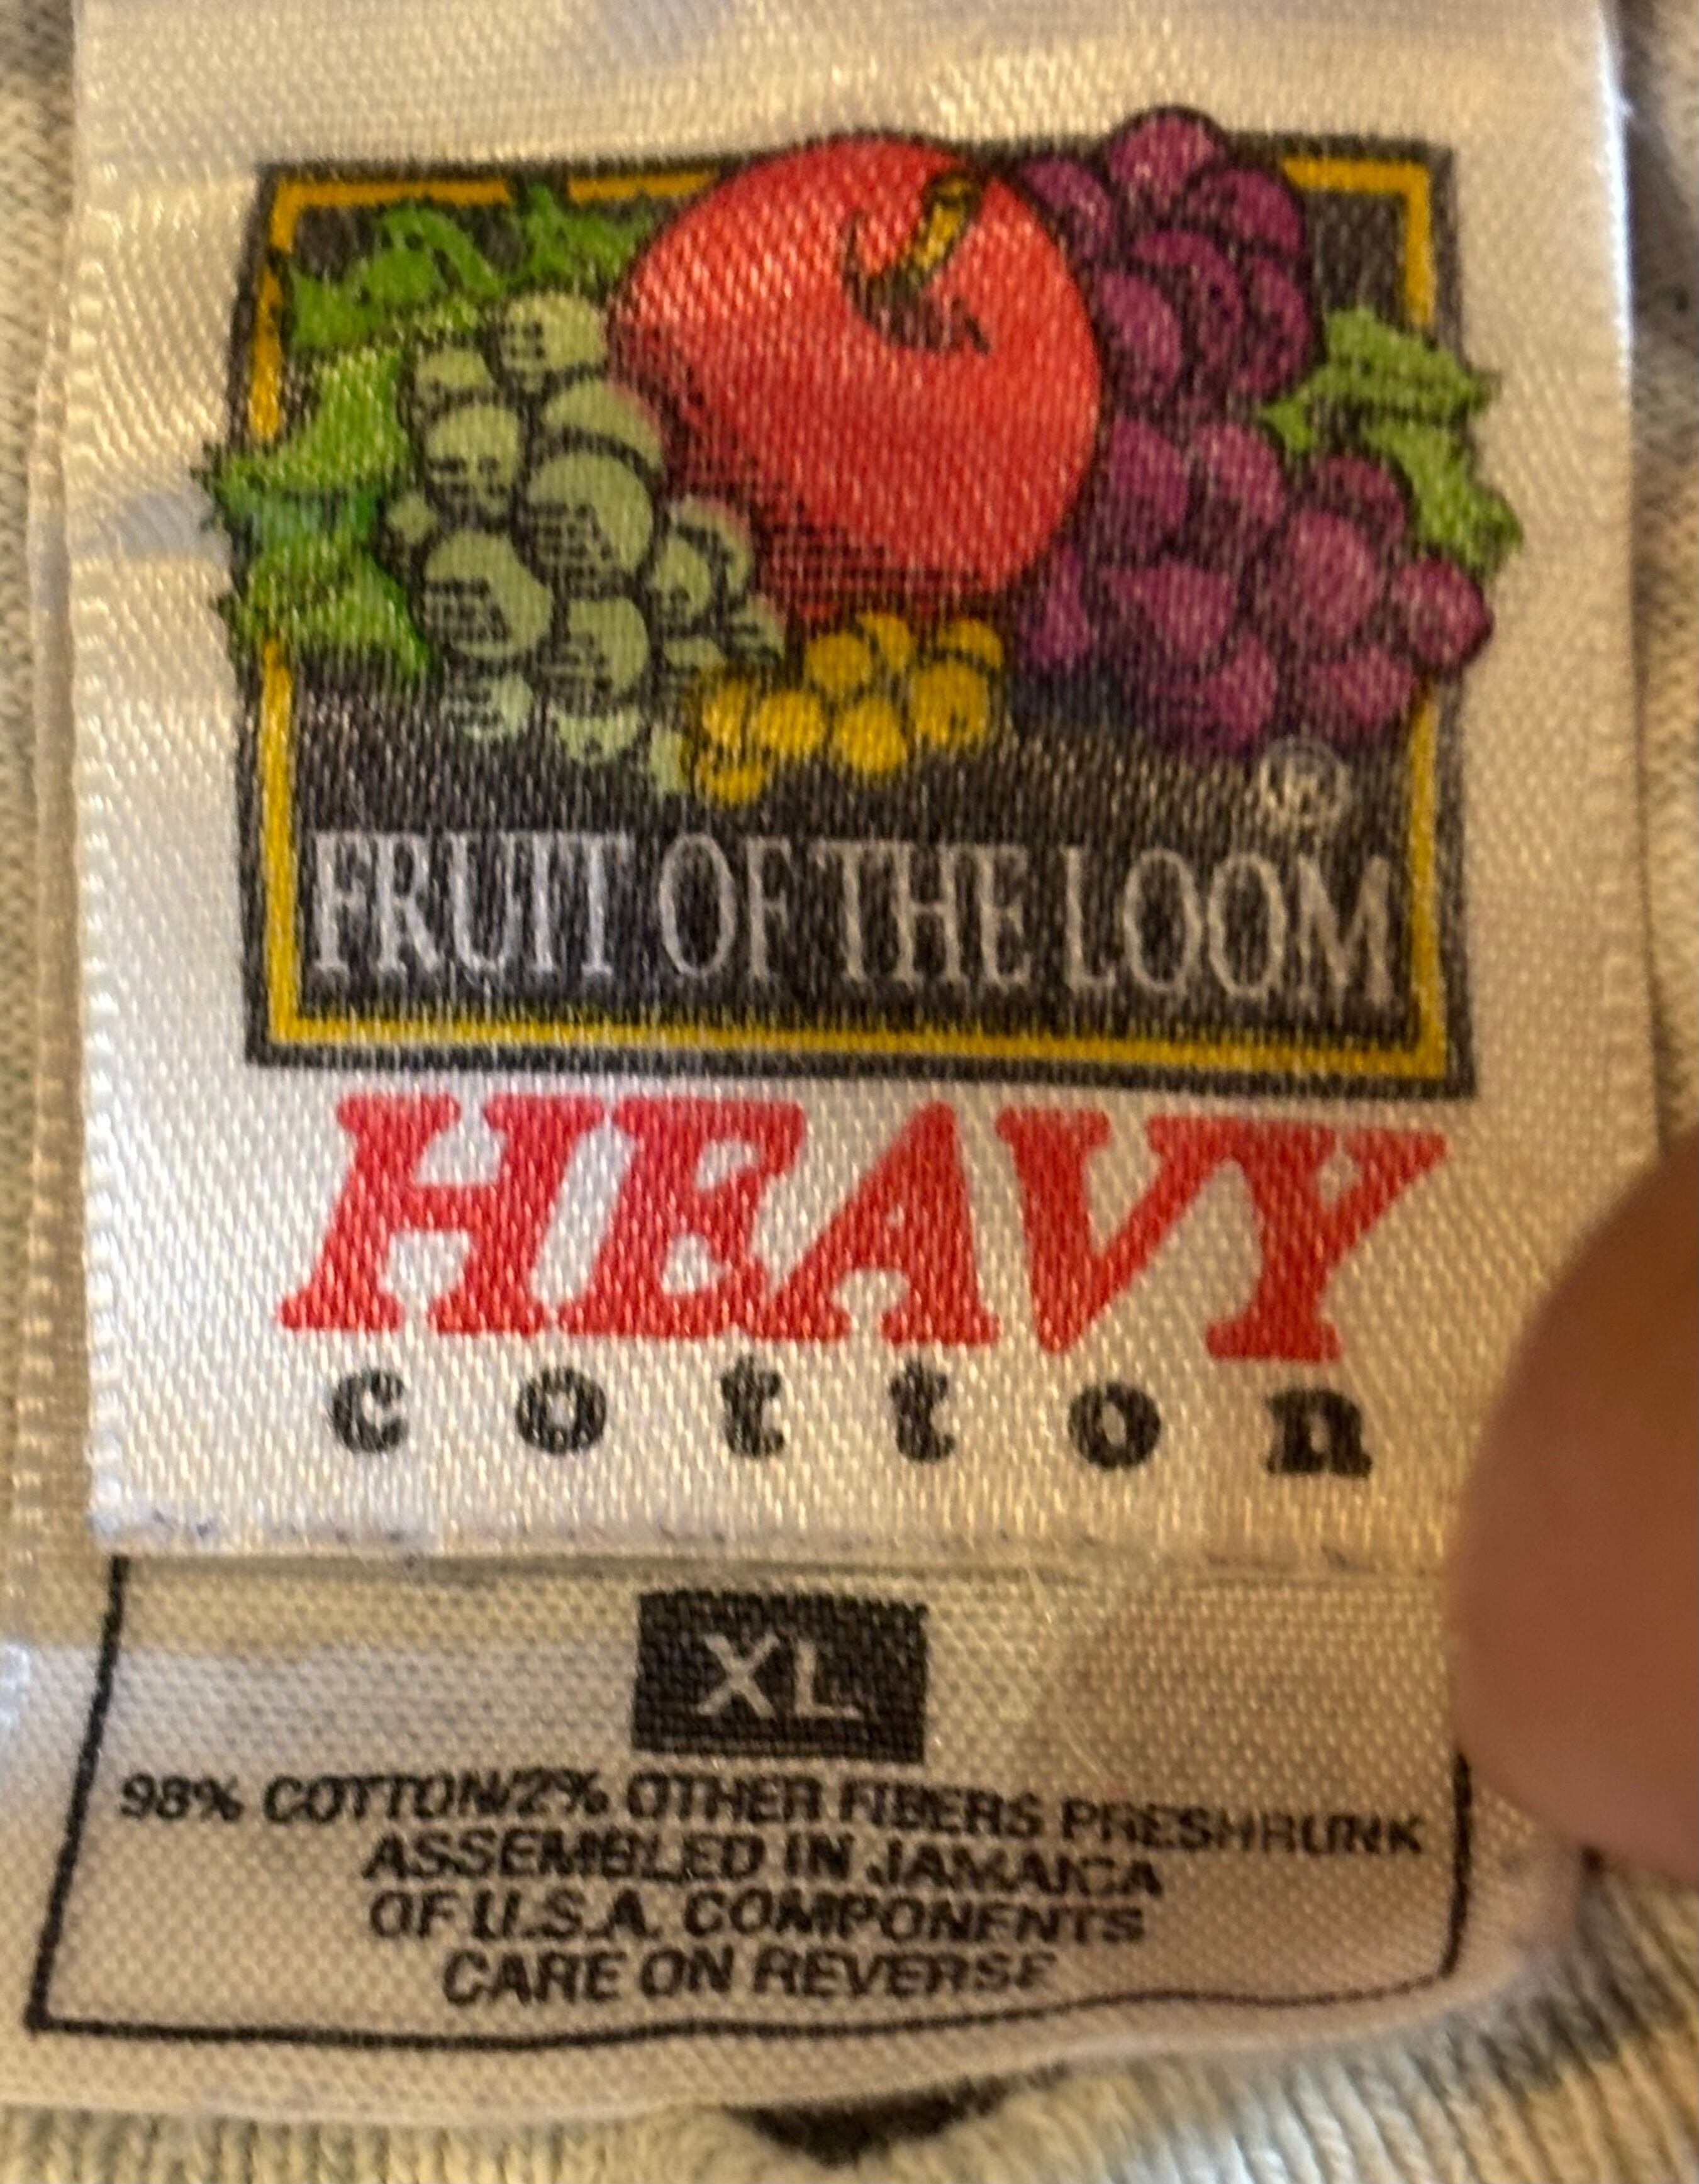 ®
FRUIT OF THE LOOM
HEAVY
cotton
XL
98% COTTON/2% OTHER FIBERS PRESHRUNK
ASSEMBLED IN JAMAICA
OF U.S.A. COMPONENTS
CARE ON REVERSE